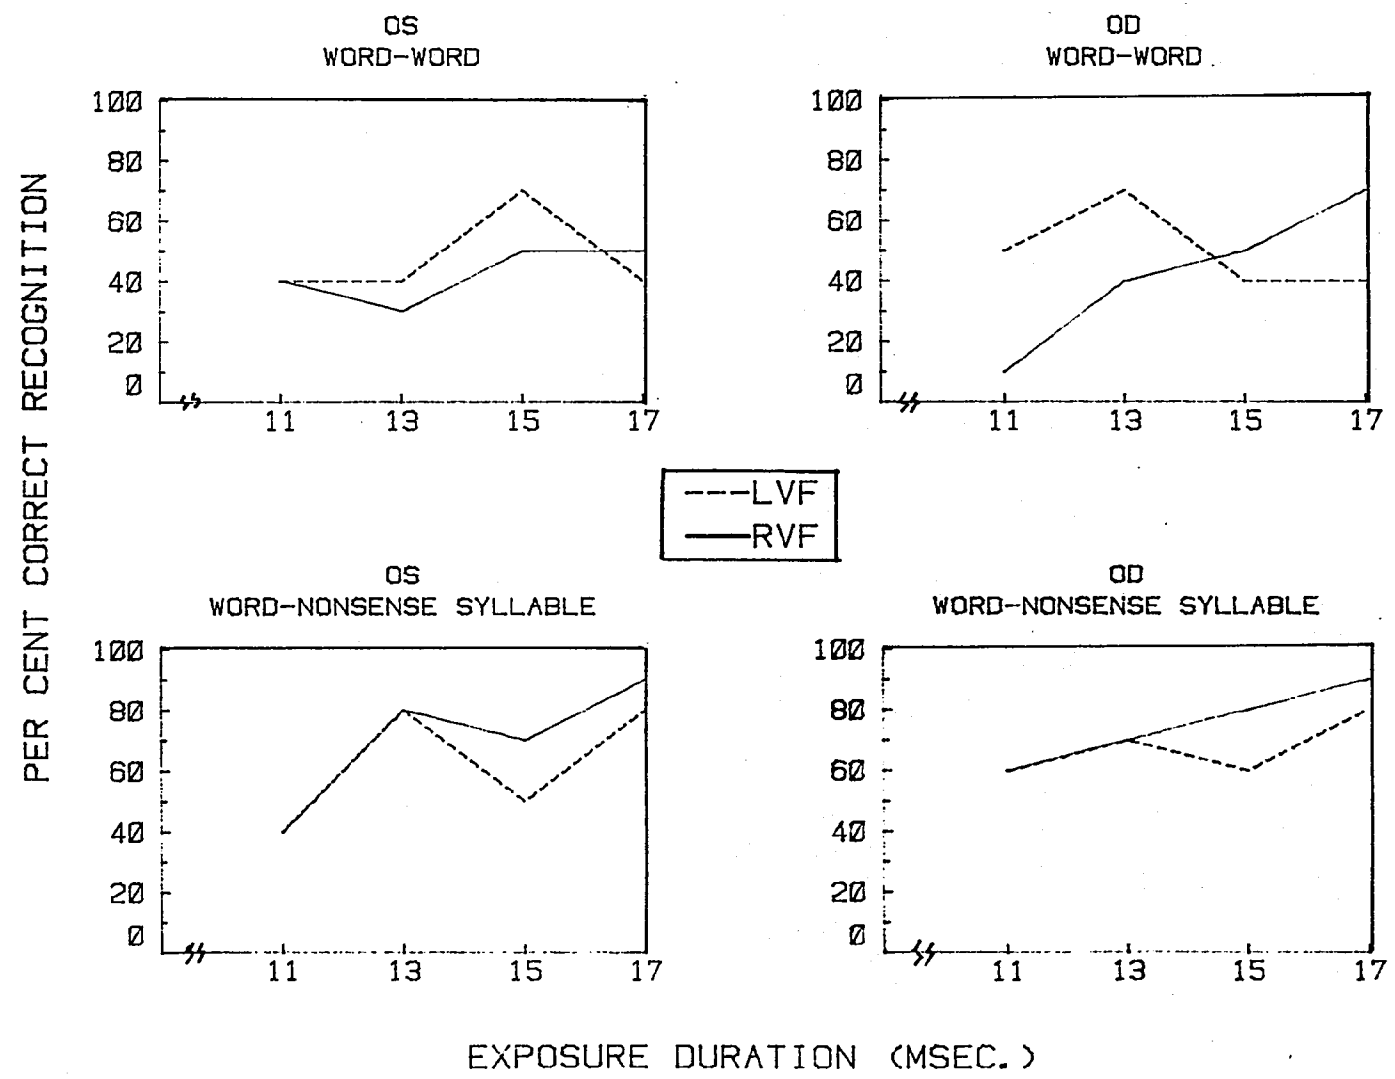 OS
WORD-WORD
100
80
60
40
20
0
11 13 15 17
OD
WORD-WORD
100
80
60
40
20
0
11 13 15 17
PER CENT CORRECT RECOGNITION
LVF
RVF
OS
WORD-NONSENSE SYLLABLE
100
80
60
40
20
0
11 13 15 17
OD
WORD-NONSENSE SYLLABLE
100
80
60
40
20
0
11 13 15 17
EXPOSURE DURATION (MSEC.)